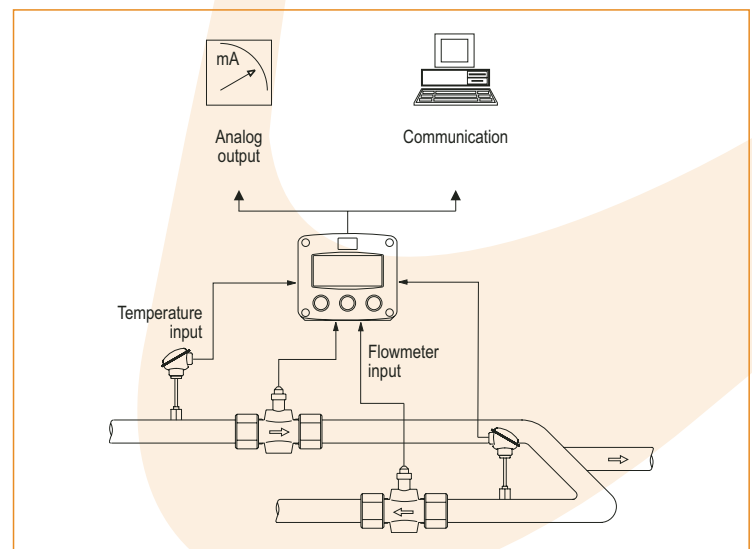 mA
Analog
output
Communication
Temperature
input
Flowmeter
input